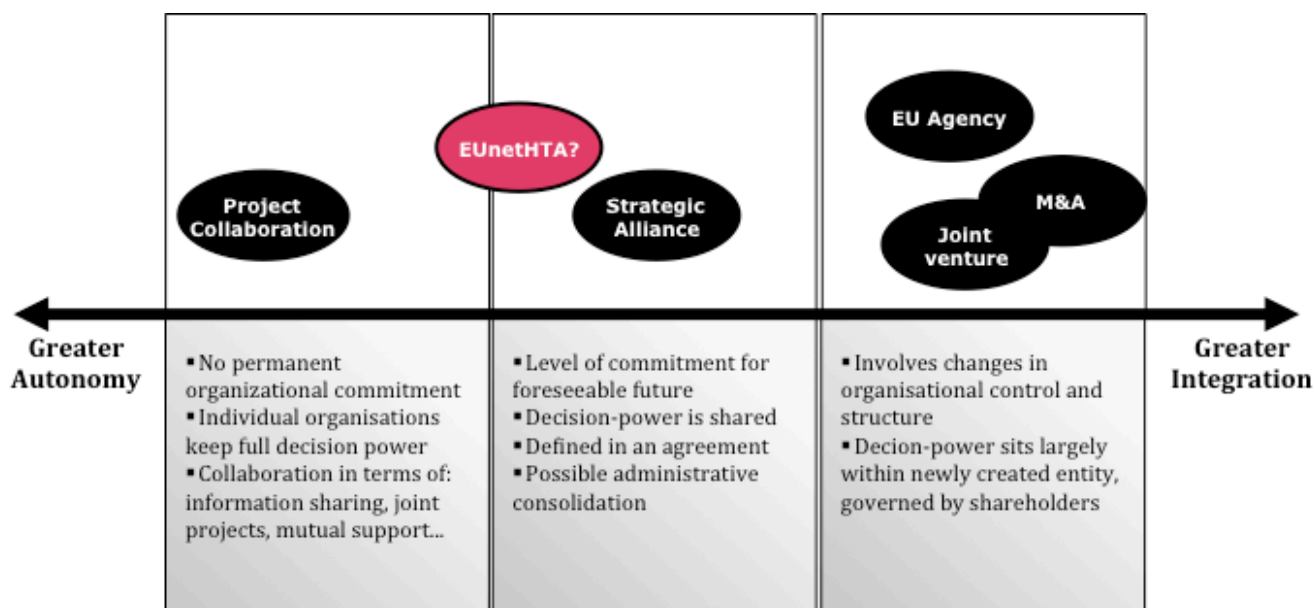 EU Agency
EUnetHTA?
M&A
Project
Collaboration
Strategic
Alliance
Joint
venture
Greater
Autonomy
Greater
Integration
▪ No permanent
organizational commitment
▪ Individual organisations
keep full decision power
▪ Collaboration in terms of:
information sharing, joint
projects, mutual support...
▪ Level of commitment for
foreseeable future
▪ Decision-power is shared
▪ Defined in an agreement
▪ Possible administrative
consolidation
▪ Involves changes in
organisational control and
structure
▪ Decion-power sits largely
within newly created entity,
governed by shareholders